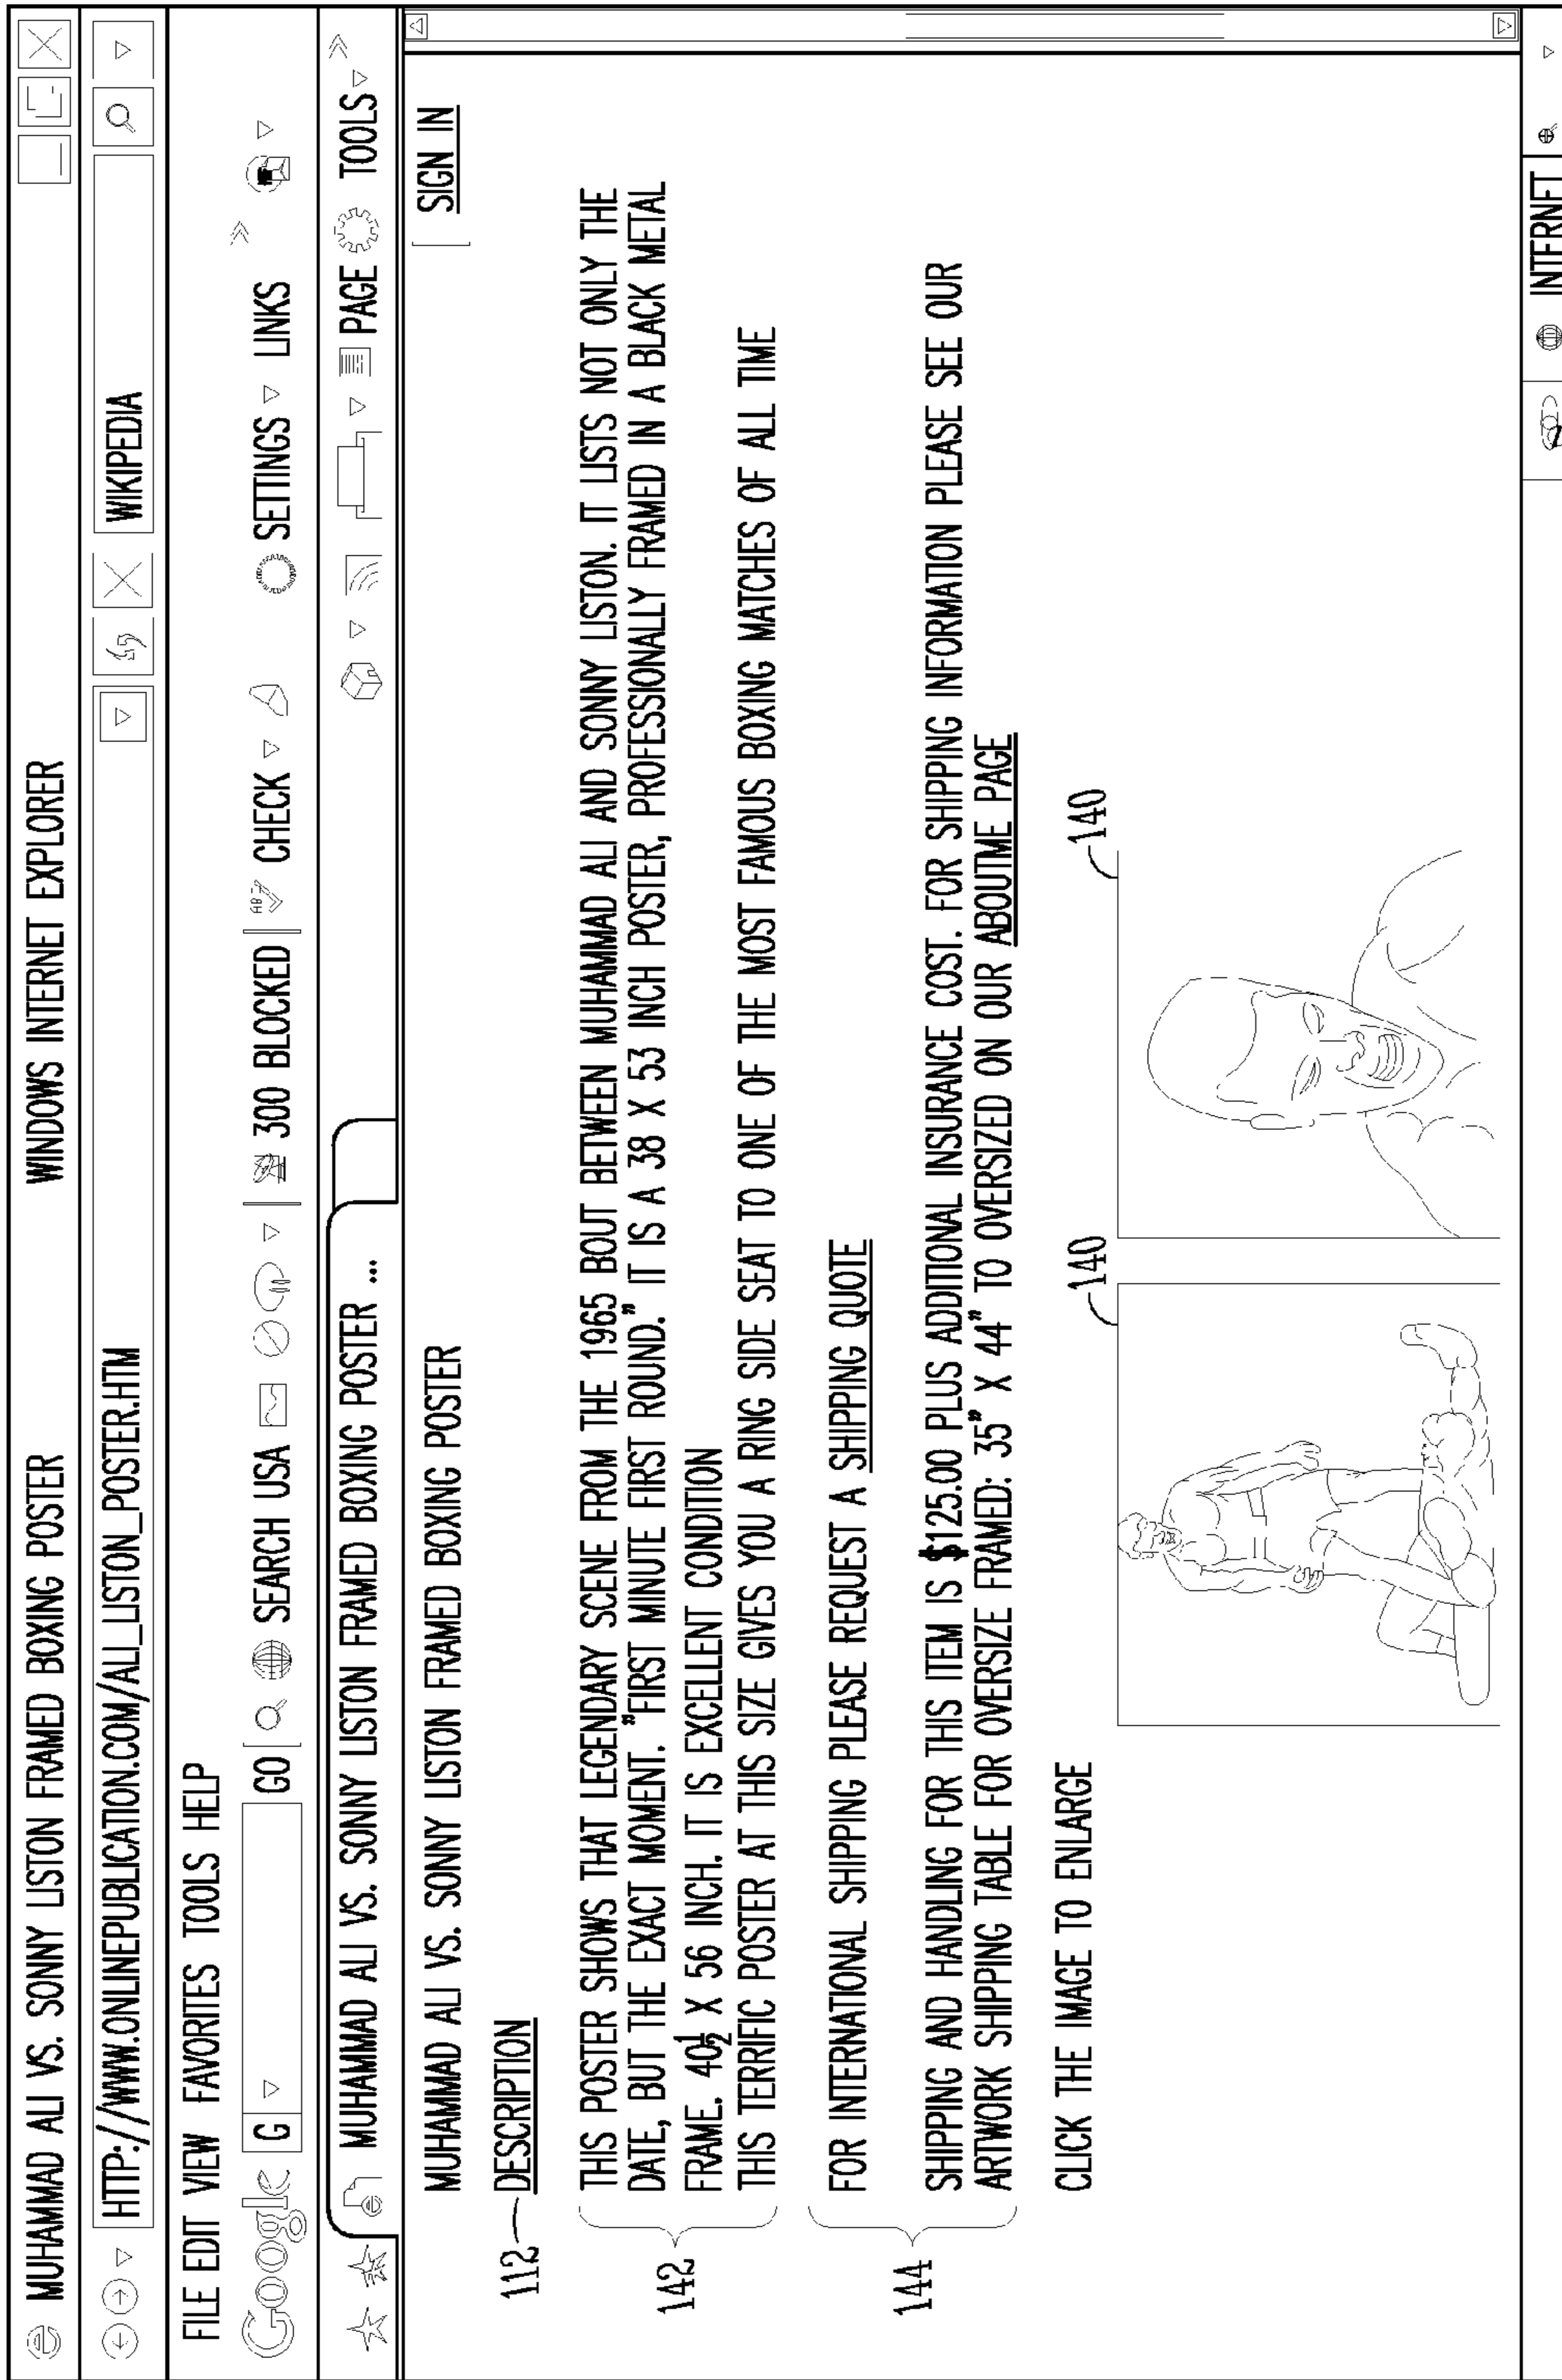 MUHAMMAD ALI VS. SONNY LISTON FRAMED BOXING POSTER WINDOWS INTERNET EXPLORER
HTTP://WWW.ONLINEPUBLICATION.COM/ALI_LISTON_POSTER.HTM WIKIPEDIA
FILE EDIT VIEW FAVORITES TOOLS HELP
Google G GO SEARCH USA 300 BLOCKED CHECK SETTINGS LINKS
MUHAMMAD ALI VS. SONNY LISTON FRAMED BOXING POSTER ... PAGE TOOLS
MUHAMMAD ALI VS. SONNY LISTON FRAMED BOXING POSTER SIGN IN
112 DESCRIPTION
THIS POSTER SHOWS THAT LEGENDARY SCENE FROM THE 1965 BOUT BETWEEN MUHAMMAD ALI AND SONNY LISTON. IT LISTS NOT ONLY THE
DATE, BUT THE EXACT MOMENT. "FIRST MINUTE FIRST ROUND." IT IS A 38 X 53 INCH POSTER, PROFESSIONALLY FRAMED IN A BLACK METAL
142
FRAME. 40½ X 56 INCH. IT IS EXCELLENT CONDITION
THIS TERRIFIC POSTER AT THIS SIZE GIVES YOU A RING SIDE SEAT TO ONE OF THE MOST FAMOUS BOXING MATCHES OF ALL TIME
FOR INTERNATIONAL SHIPPING PLEASE REQUEST A SHIPPING QUOTE
144
SHIPPING AND HANDLING FOR THIS ITEM IS $125.00 PLUS ADDITIONAL INSURANCE COST. FOR SHIPPING INFORMATION PLEASE SEE OUR
ARTWORK SHIPPING TABLE FOR OVERSIZE FRAMED: 35" X 44" TO OVERSIZED ON OUR ABOUTME PAGE
CLICK THE IMAGE TO ENLARGE
140 140
INTERNET